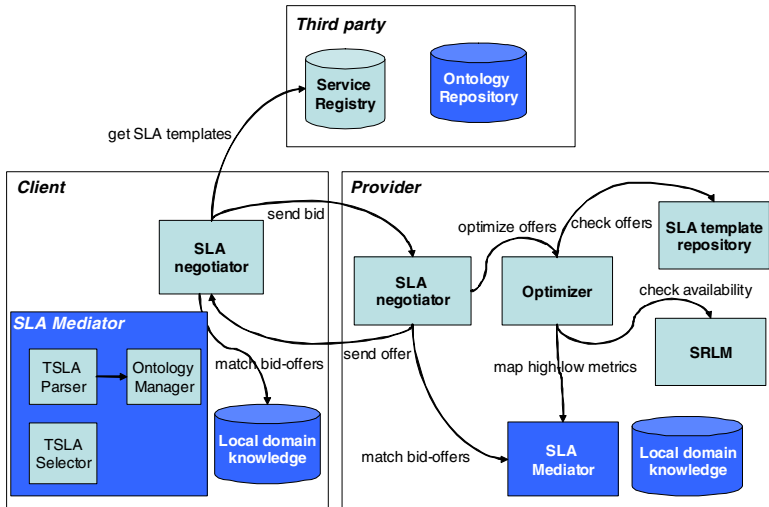 Third party
Service
Registry
Ontology
Repository
get SLA templates
Client
SLA
negotiator
send bid
SLA Mediator
TSLA
Parser
Ontology
Manager
TSLA
Selector
match bid-offers
Local domain
knowledge
send offer
Provider
SLA
negotiator
optimize offers
Optimizer
check offers
SLA template
repository
check availability
SRLM
map high-low metrics
match bid-offers
SLA
Mediator
Local domain
knowledge